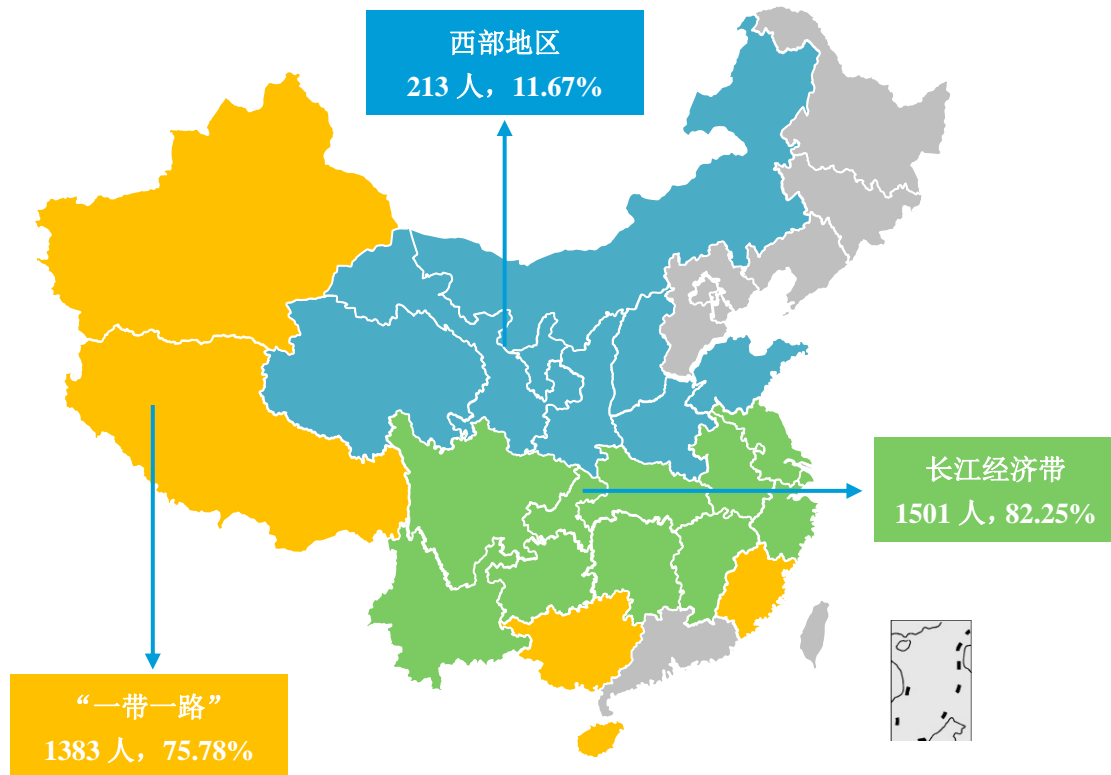 西部地区
213 人，11.67%
长江经济带
1501 人，82.25%
“一带一路”
1383 人，75.78%